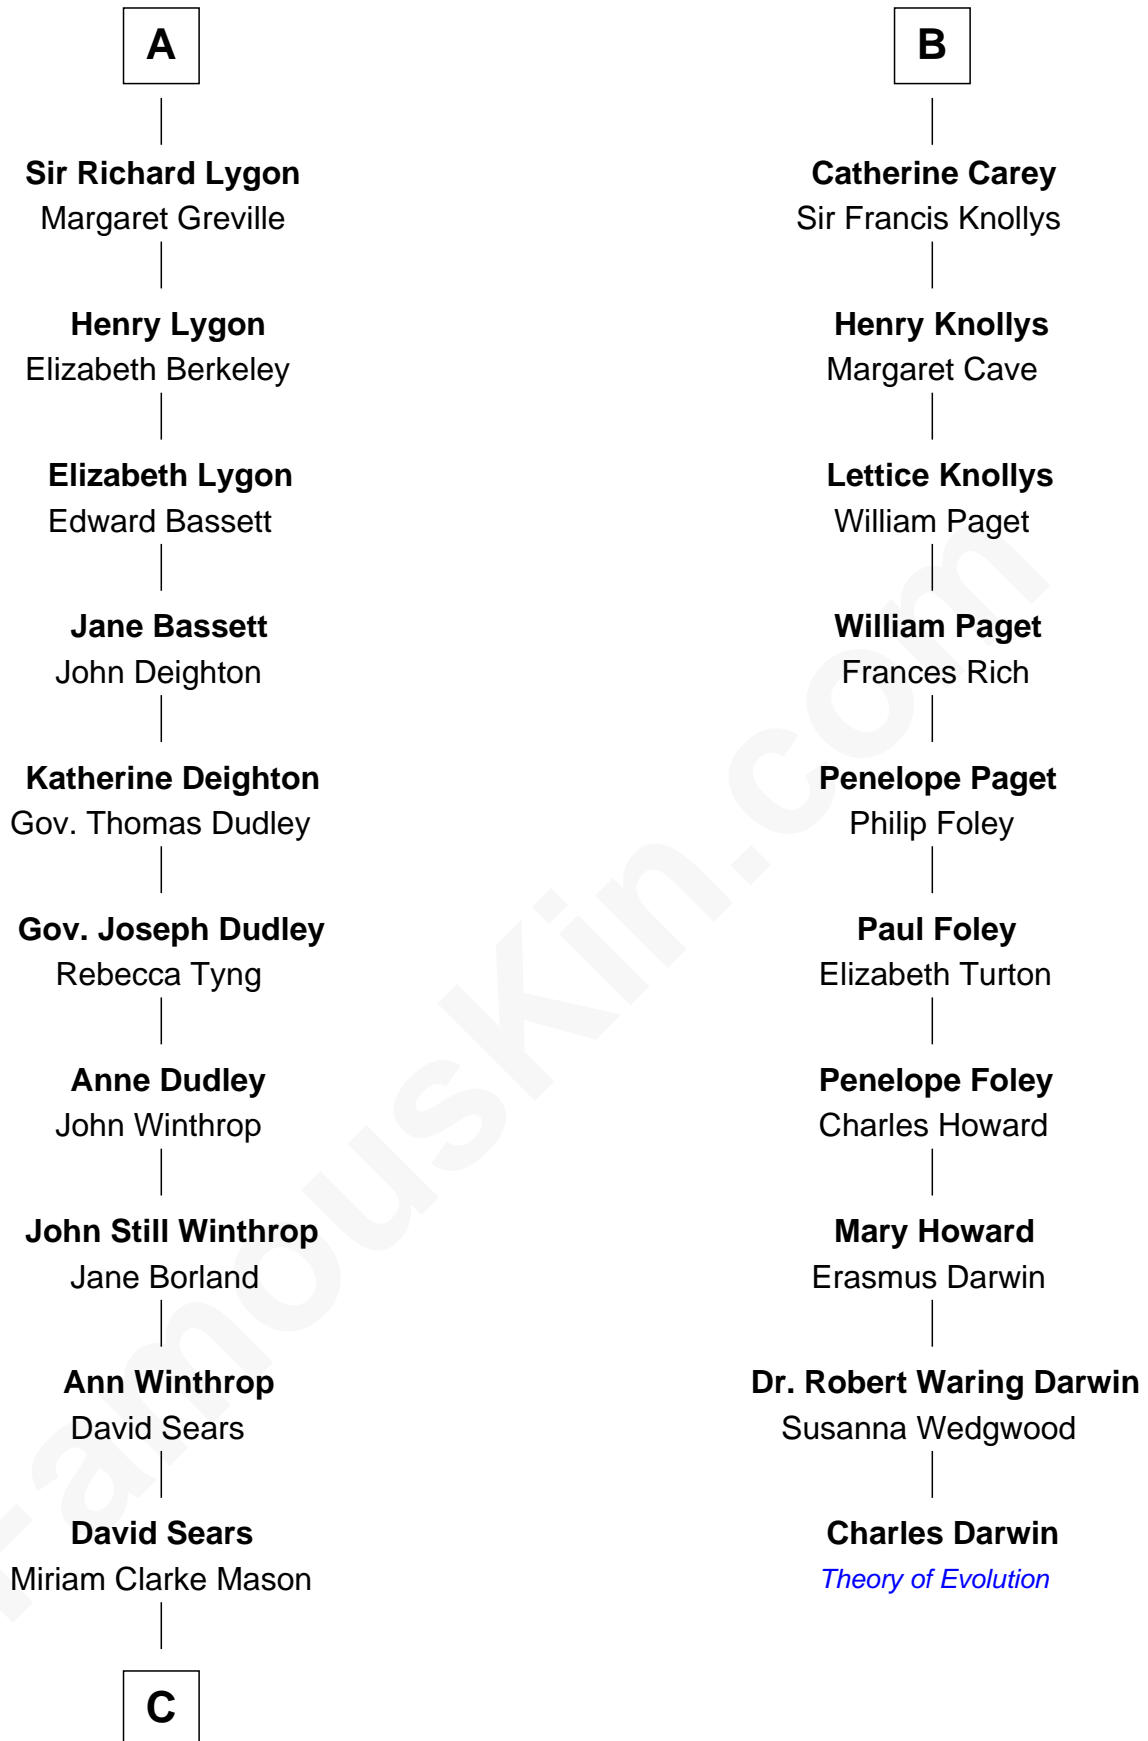 A
Sir Richard Lygon
Margaret Greville
Henry Lygon
Elizabeth Berkeley
Elizabeth Lygon
Edward Bassett
Jane Bassett
John Deighton
Katherine Deighton
Gov. Thomas Dudley
Gov. Joseph Dudley
Rebecca Tyng
Anne Dudley
John Winthrop
John Still Winthrop
Jane Borland
Ann Winthrop
David Sears
David Sears
Miriam Clarke Mason
C
B
Catherine Carey
Sir Francis Knollys
Henry Knollys
Margaret Cave
Lettice Knollys
William Paget
William Paget
Frances Rich
Penelope Paget
Philip Foley
Paul Foley
Elizabeth Turton
Penelope Foley
Charles Howard
Mary Howard
Erasmus Darwin
Dr. Robert Waring Darwin
Susanna Wedgwood
Charles Darwin
Theory of Evolution
FamousKin.com